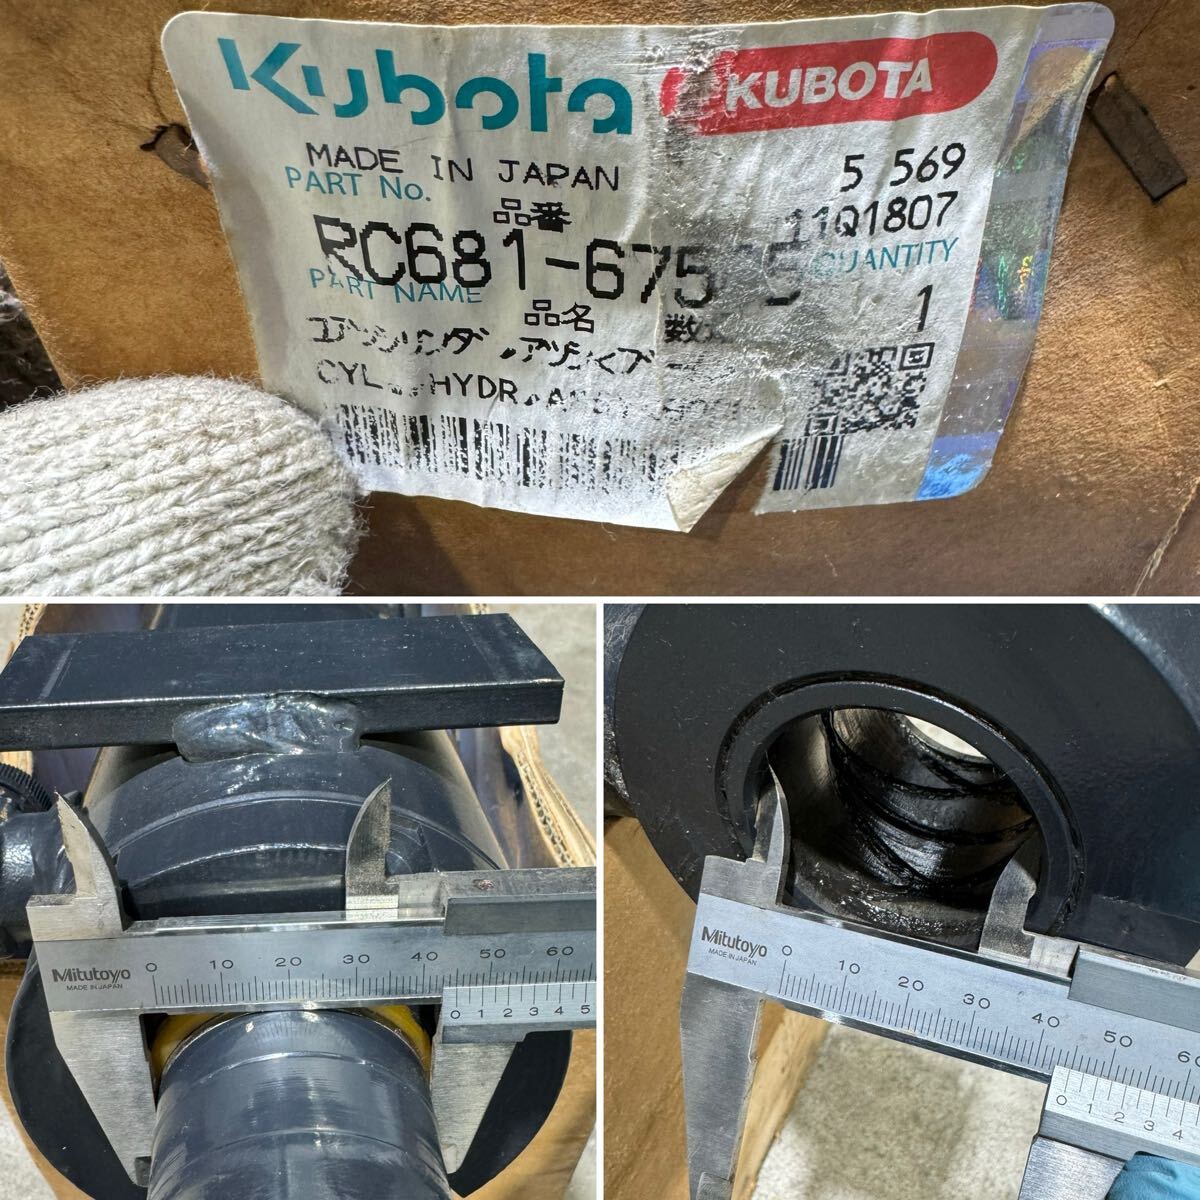 Kubota KUBOTA
MADE IN JAPAN 5 569
PART No. 11Q1807
品番
RC681-675 5 QUANTITY
PART NAME 1
品名
HYDR
Mitutoyo
MADE IN JAPAN
0 10 20 30 40 50 60
0 1 2 3 4 5
Mitutoyo
MADE IN JAPAN
0 10 20 30 40 50 60
0 1 2 3 4